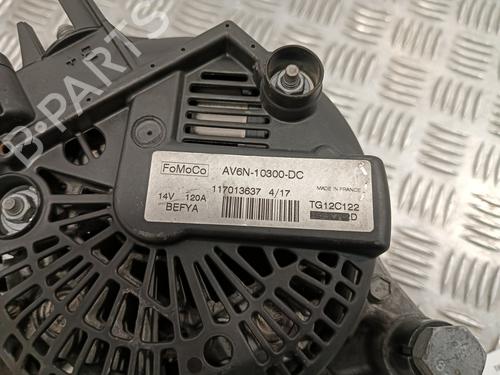 B-PARTS
FoMoCo
AV6N-10300-DC
117013637 4/17
MADE IN FRANCE
14V 120A
TG12C122
BEFYA
D